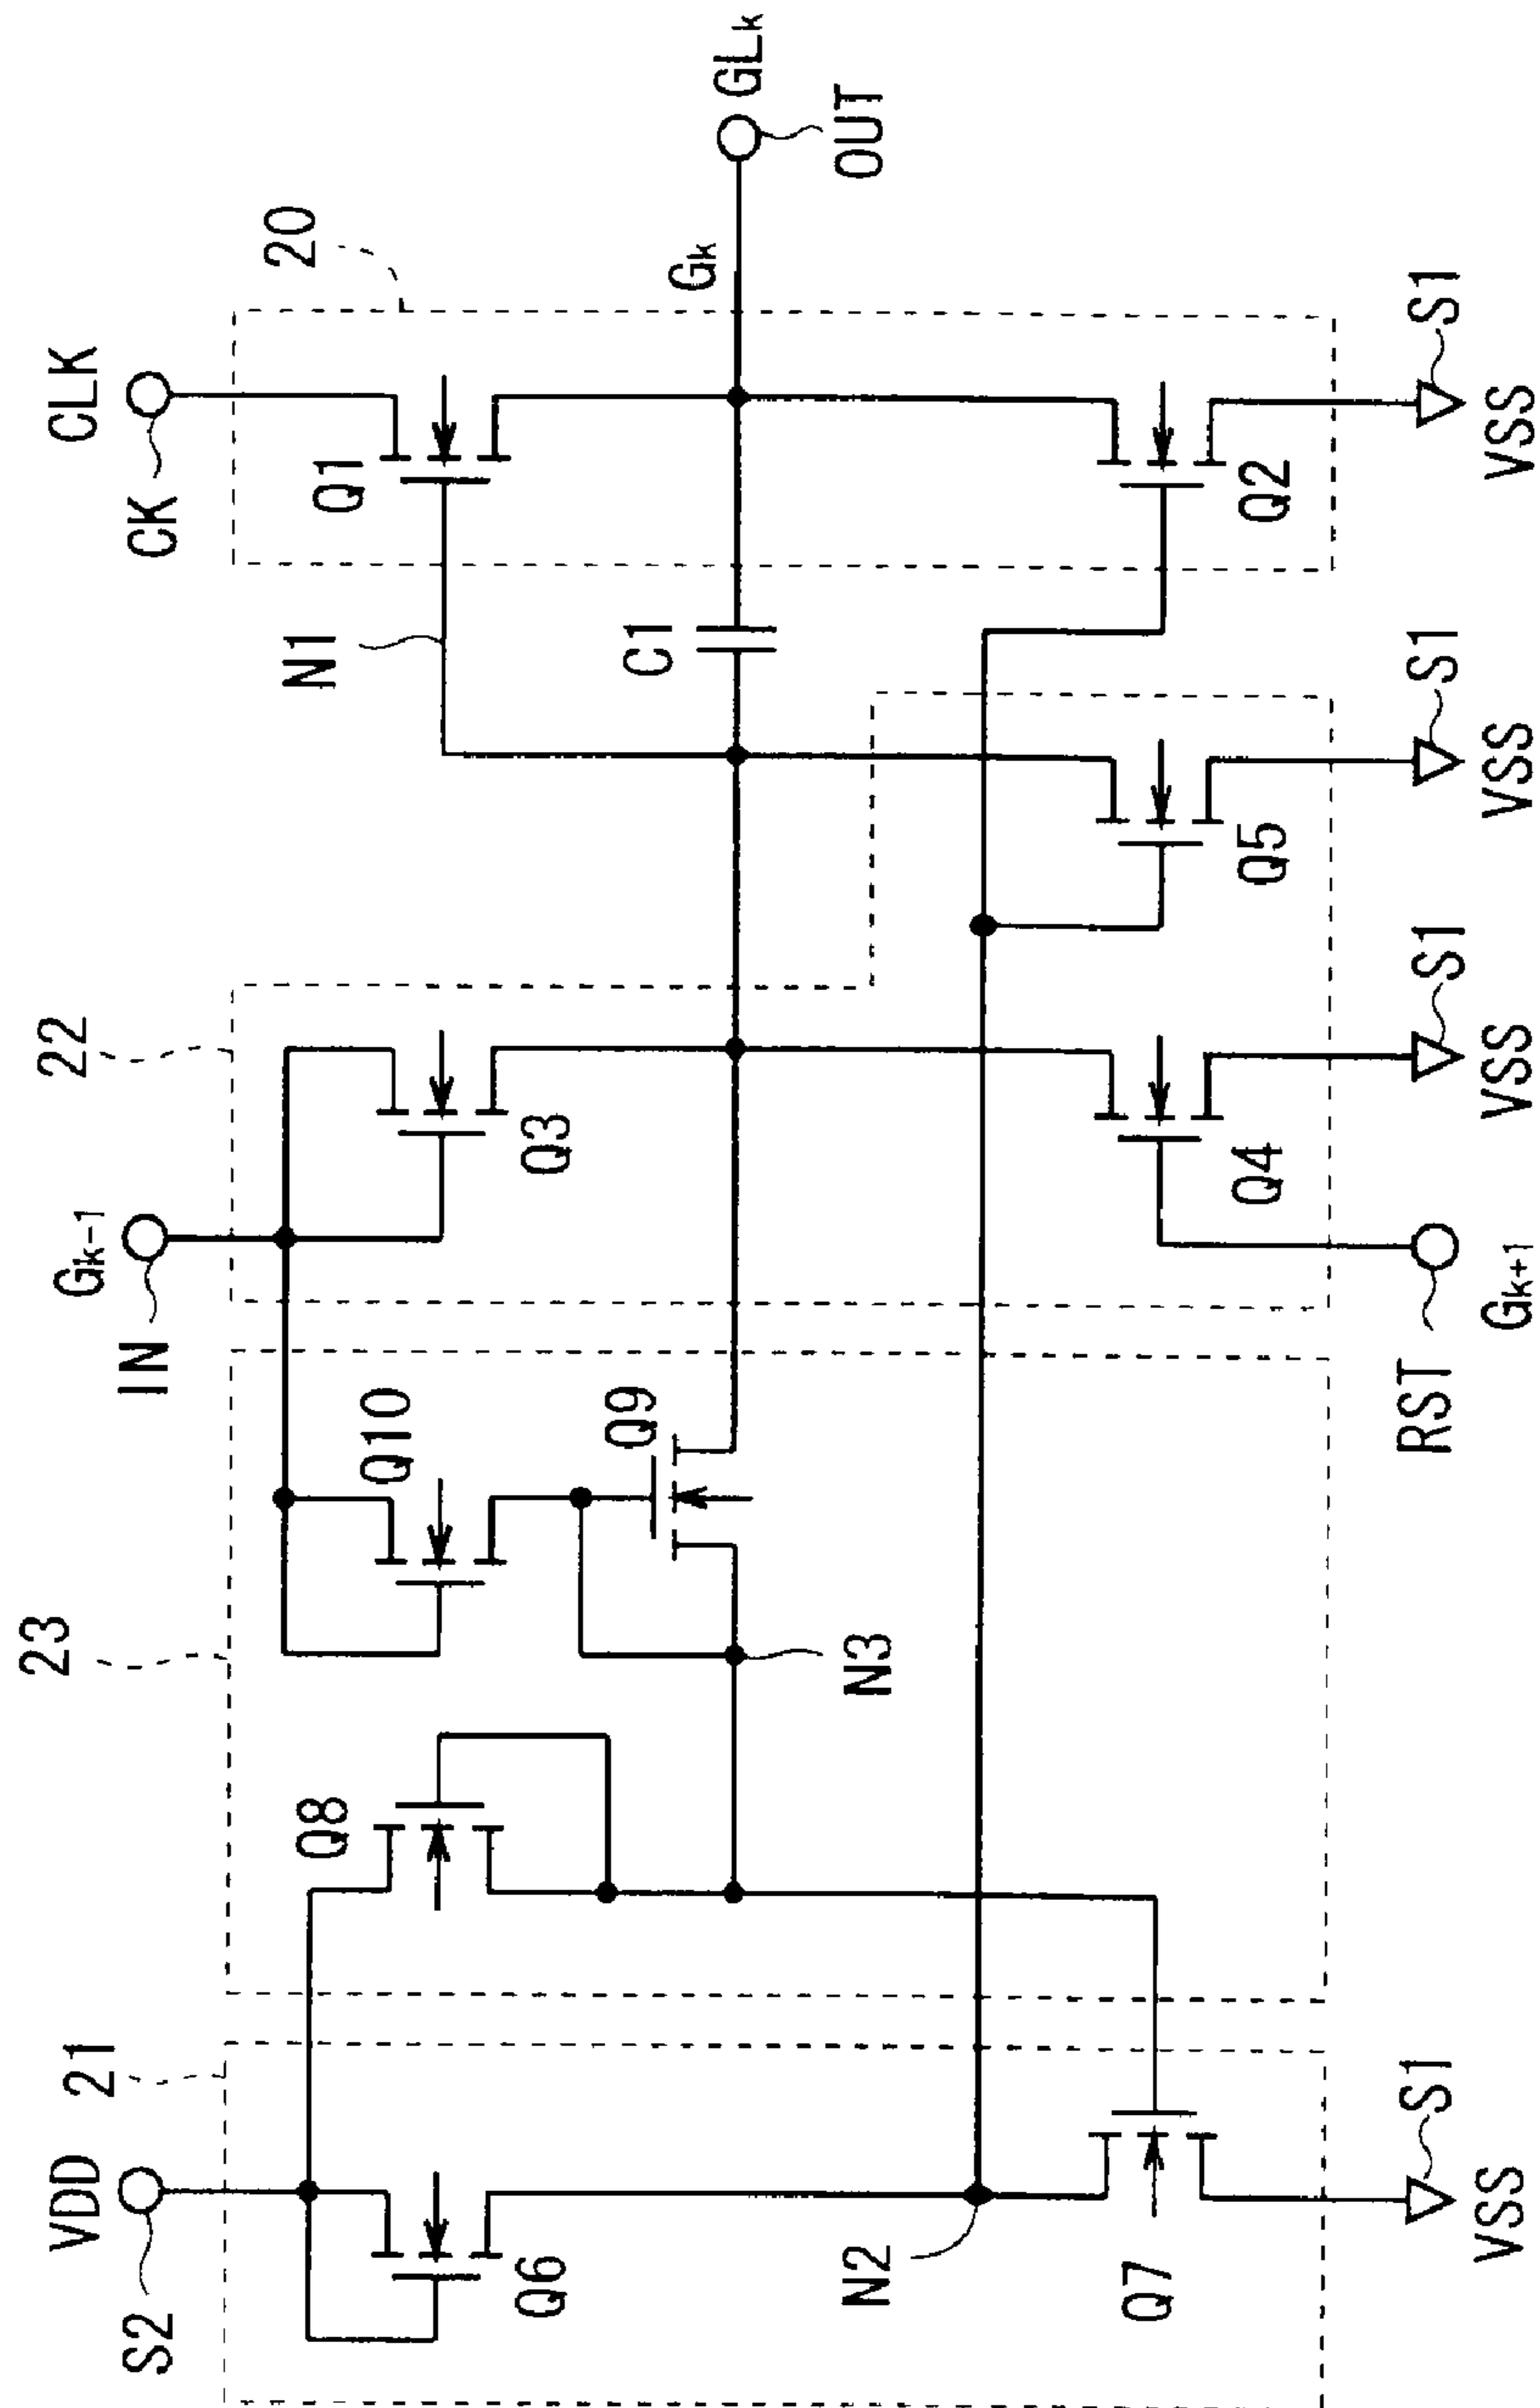 VDD
S2
21
23
22
20
Gk-1
IN
CLK
CK
Q6
Q8
Q10
Q3
Q1
N1
Q9
N3
C1
Gk
GLk
OUT
N2
Q7
Q4
Q5
Q2
S1
VSS
RST
Gk+1
S1
VSS
S1
VSS
S1
VSS